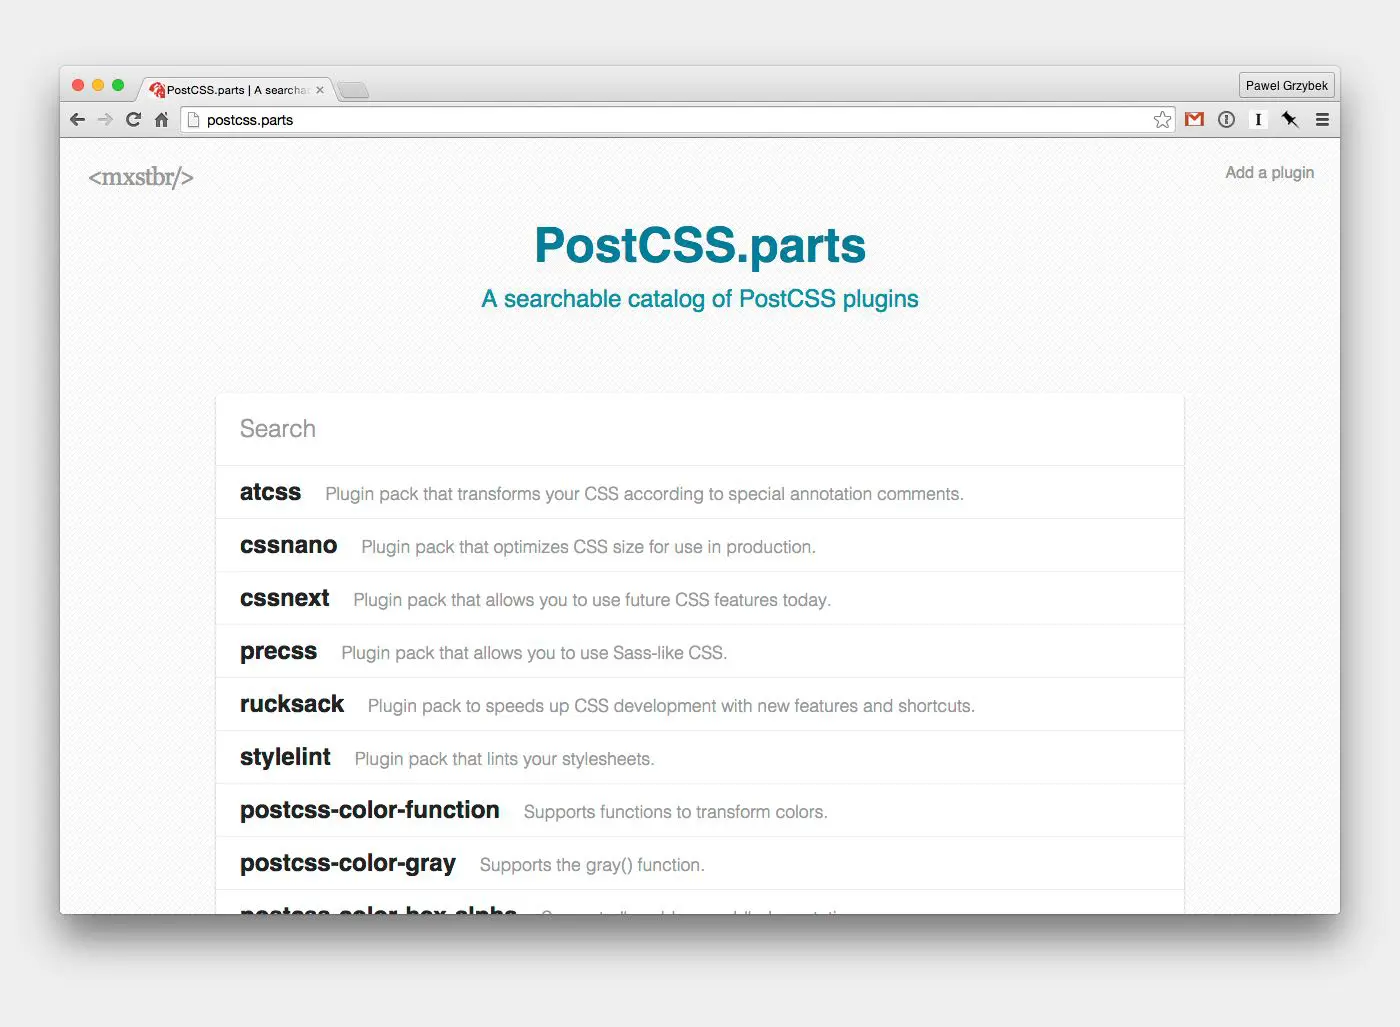 PostCSS.parts | A searcha
Pawel Grzybek
postcss.parts
<mxstbr/>
Add a plugin
PostCSS.parts
A searchable catalog of PostCSS plugins
Search
atcss Plugin pack that transforms your CSS according to special annotation comments.
cssnano Plugin pack that optimizes CSS size for use in production.
cssnext Plugin pack that allows you to use future CSS features today.
precss Plugin pack that allows you to use Sass-like CSS.
rucksack Plugin pack to speeds up CSS development with new features and shortcuts.
stylelint Plugin pack that lints your stylesheets.
postcss-color-function Supports functions to transform colors.
postcss-color-gray Supports the gray() function.
postcss-color-hex-alpha